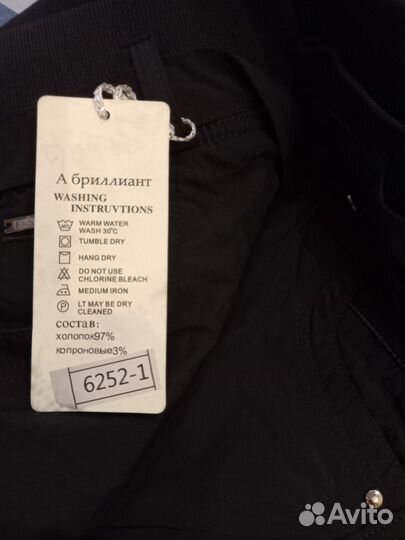 А бриллиант
WASHING
INSTRUVTIONS
WARM WATER
WASH 30°C
TUMBLE DRY
HANG DRY
DO NOT USE
CHLORINE BLEACH
MEDIUM IRON
LT MAY BE DRY
CLEANED
состав:
холопок97%
копроновые3%
6252-1
FAS
Avito